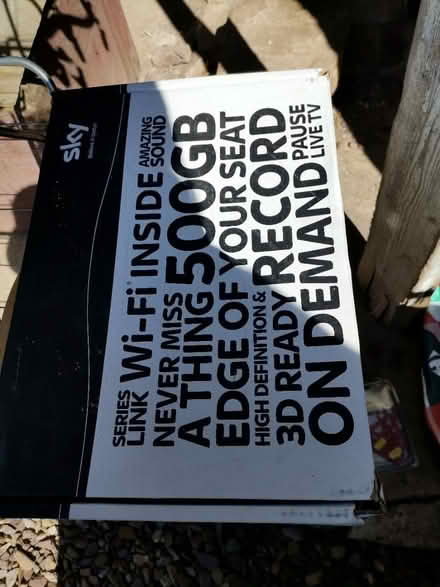 sky
SERIES LINK Wi-Fi INSIDE AMAZING SOUND
NEVER MISS
A THING 500GB
EDGE OF YOUR SEAT
HIGH DEFINITION &
3D READY RECORD
ON DEMAND PAUSE LIVE TV